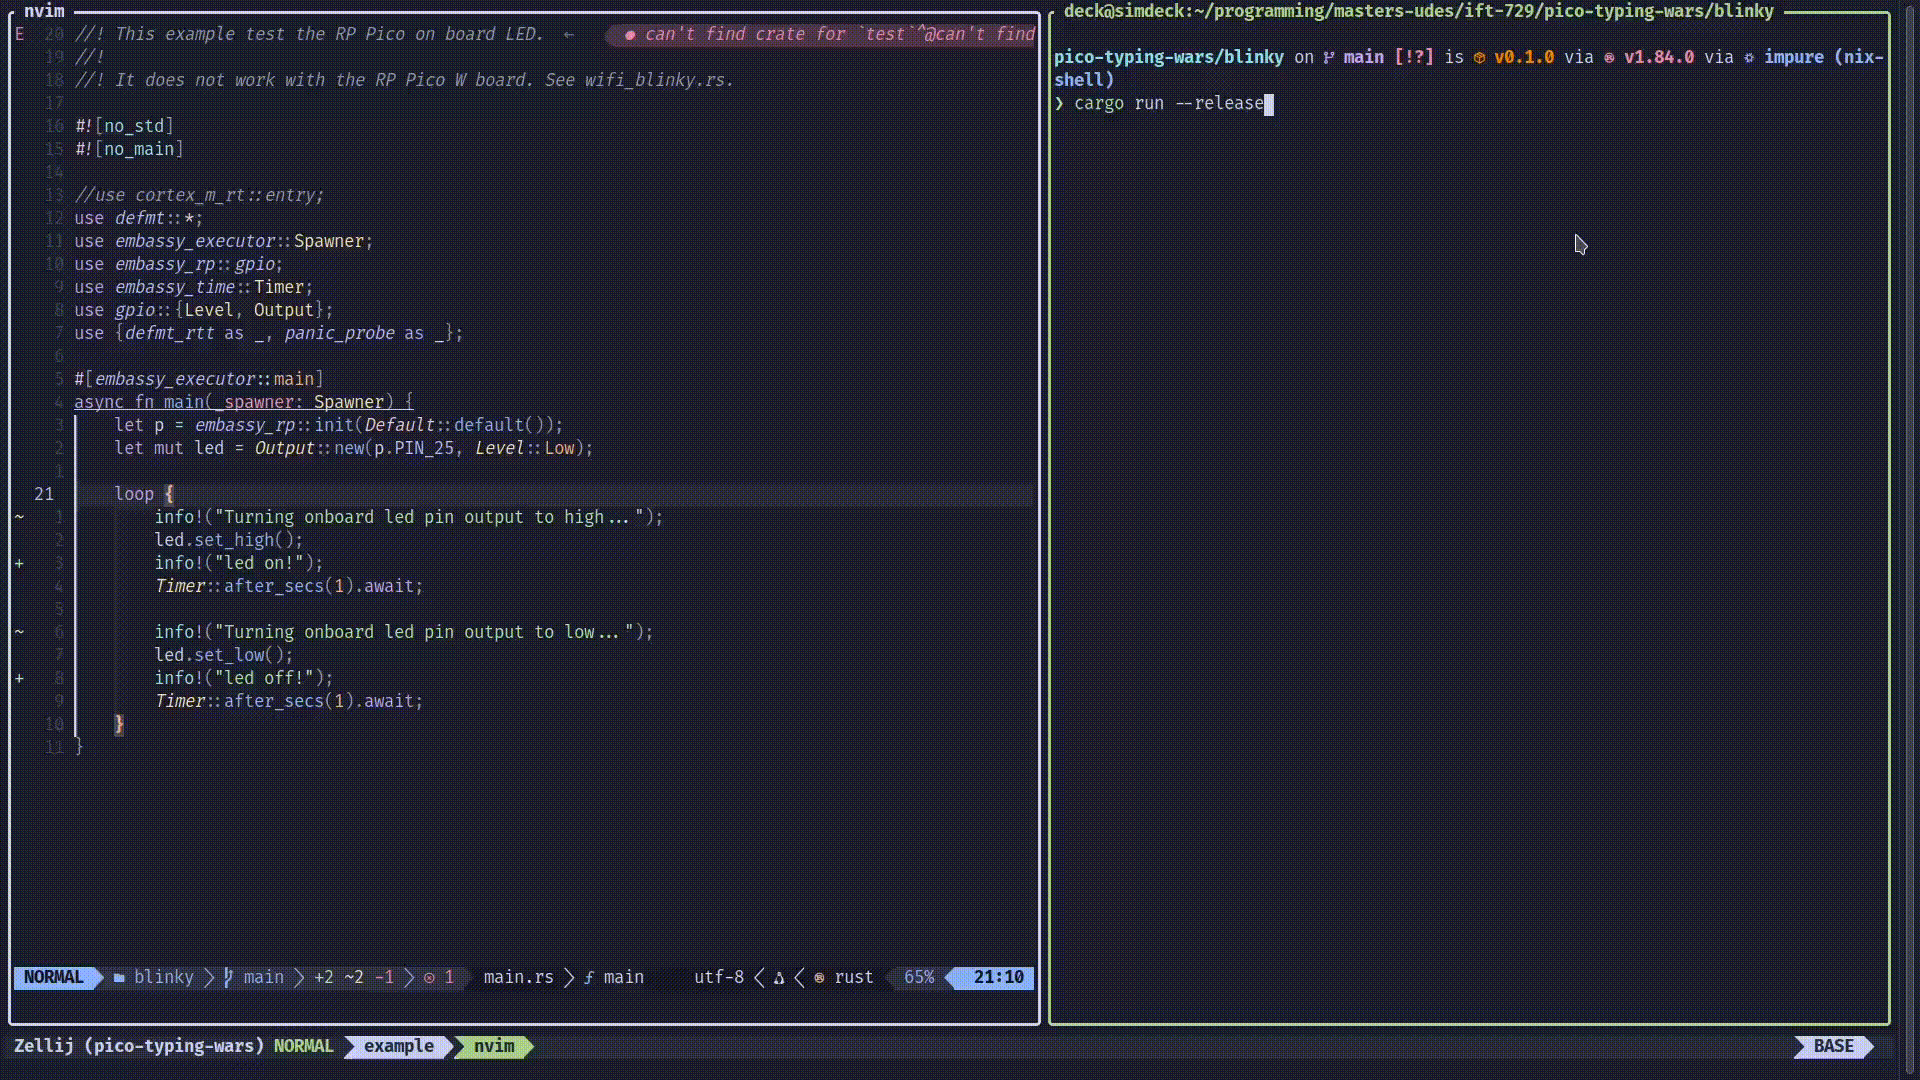 nvim
E 20 //! This example test the RP Pico on board LED. ← ● can't find crate for `test`^@can't find
19 //!
18 //! It does not work with the RP Pico W board. See wifi_blinky.rs.
17
16 #![no_std]
15 #![no_main]
14
13 //use cortex_m_rt::entry;
12 use defmt::*;
11 use embassy_executor::Spawner;
10 use embassy_rp::gpio;
9 use embassy_time::Timer;
8 use gpio::{Level, Output};
7 use {defmt_rtt as _, panic_probe as _};
6
5 #[embassy_executor::main]
4 async fn main(_spawner: Spawner) {
3 let p = embassy_rp::init(Default::default());
2 let mut led = Output::new(p.PIN_25, Level::Low);
1
21 loop {
~ 1 info!("Turning onboard led pin output to high...");
2 led.set_high();
+ 3 info!("led on!");
4 Timer::after_secs(1).await;
5
~ 6 info!("Turning onboard led pin output to low...");
7 led.set_low();
+ 8 info!("led off!");
9 Timer::after_secs(1).await;
10 }
11 }
NORMAL blinky main +2 ~2 -1 1 main.rs main utf-8 rust 65% 21:10
deck@simdeck:~/programming/masters-udes/ift-729/pico-typing-wars/blinky
pico-typing-wars/blinky on main [!?] is v0.1.0 via v1.84.0 via impure (nix-
shell)
❯ cargo run --release
Zellij (pico-typing-wars) NORMAL example nvim BASE